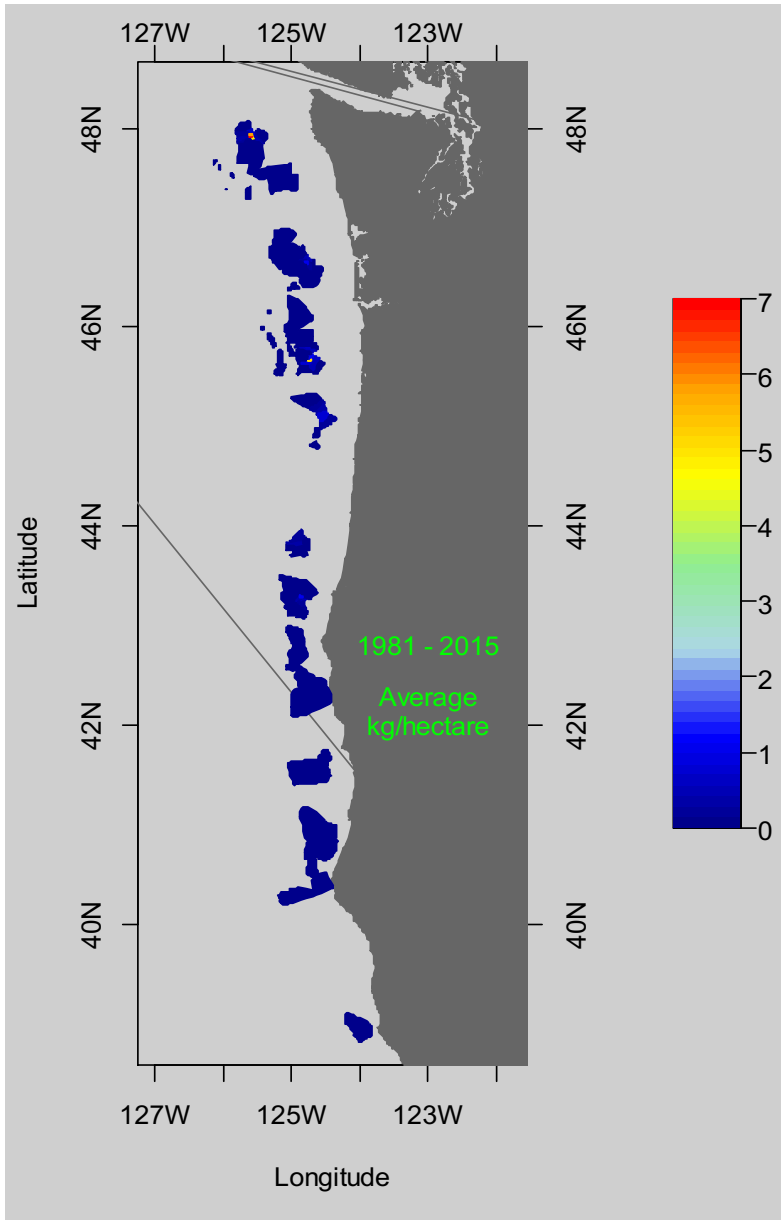 127W 125W 123W
48N 48N
46N 46N
44N 44N
42N 42N
40N 40N
Latitude
1981 - 2015
Average
kg/hectare
7
6
5
4
3
2
1
0
127W 125W 123W
Longitude